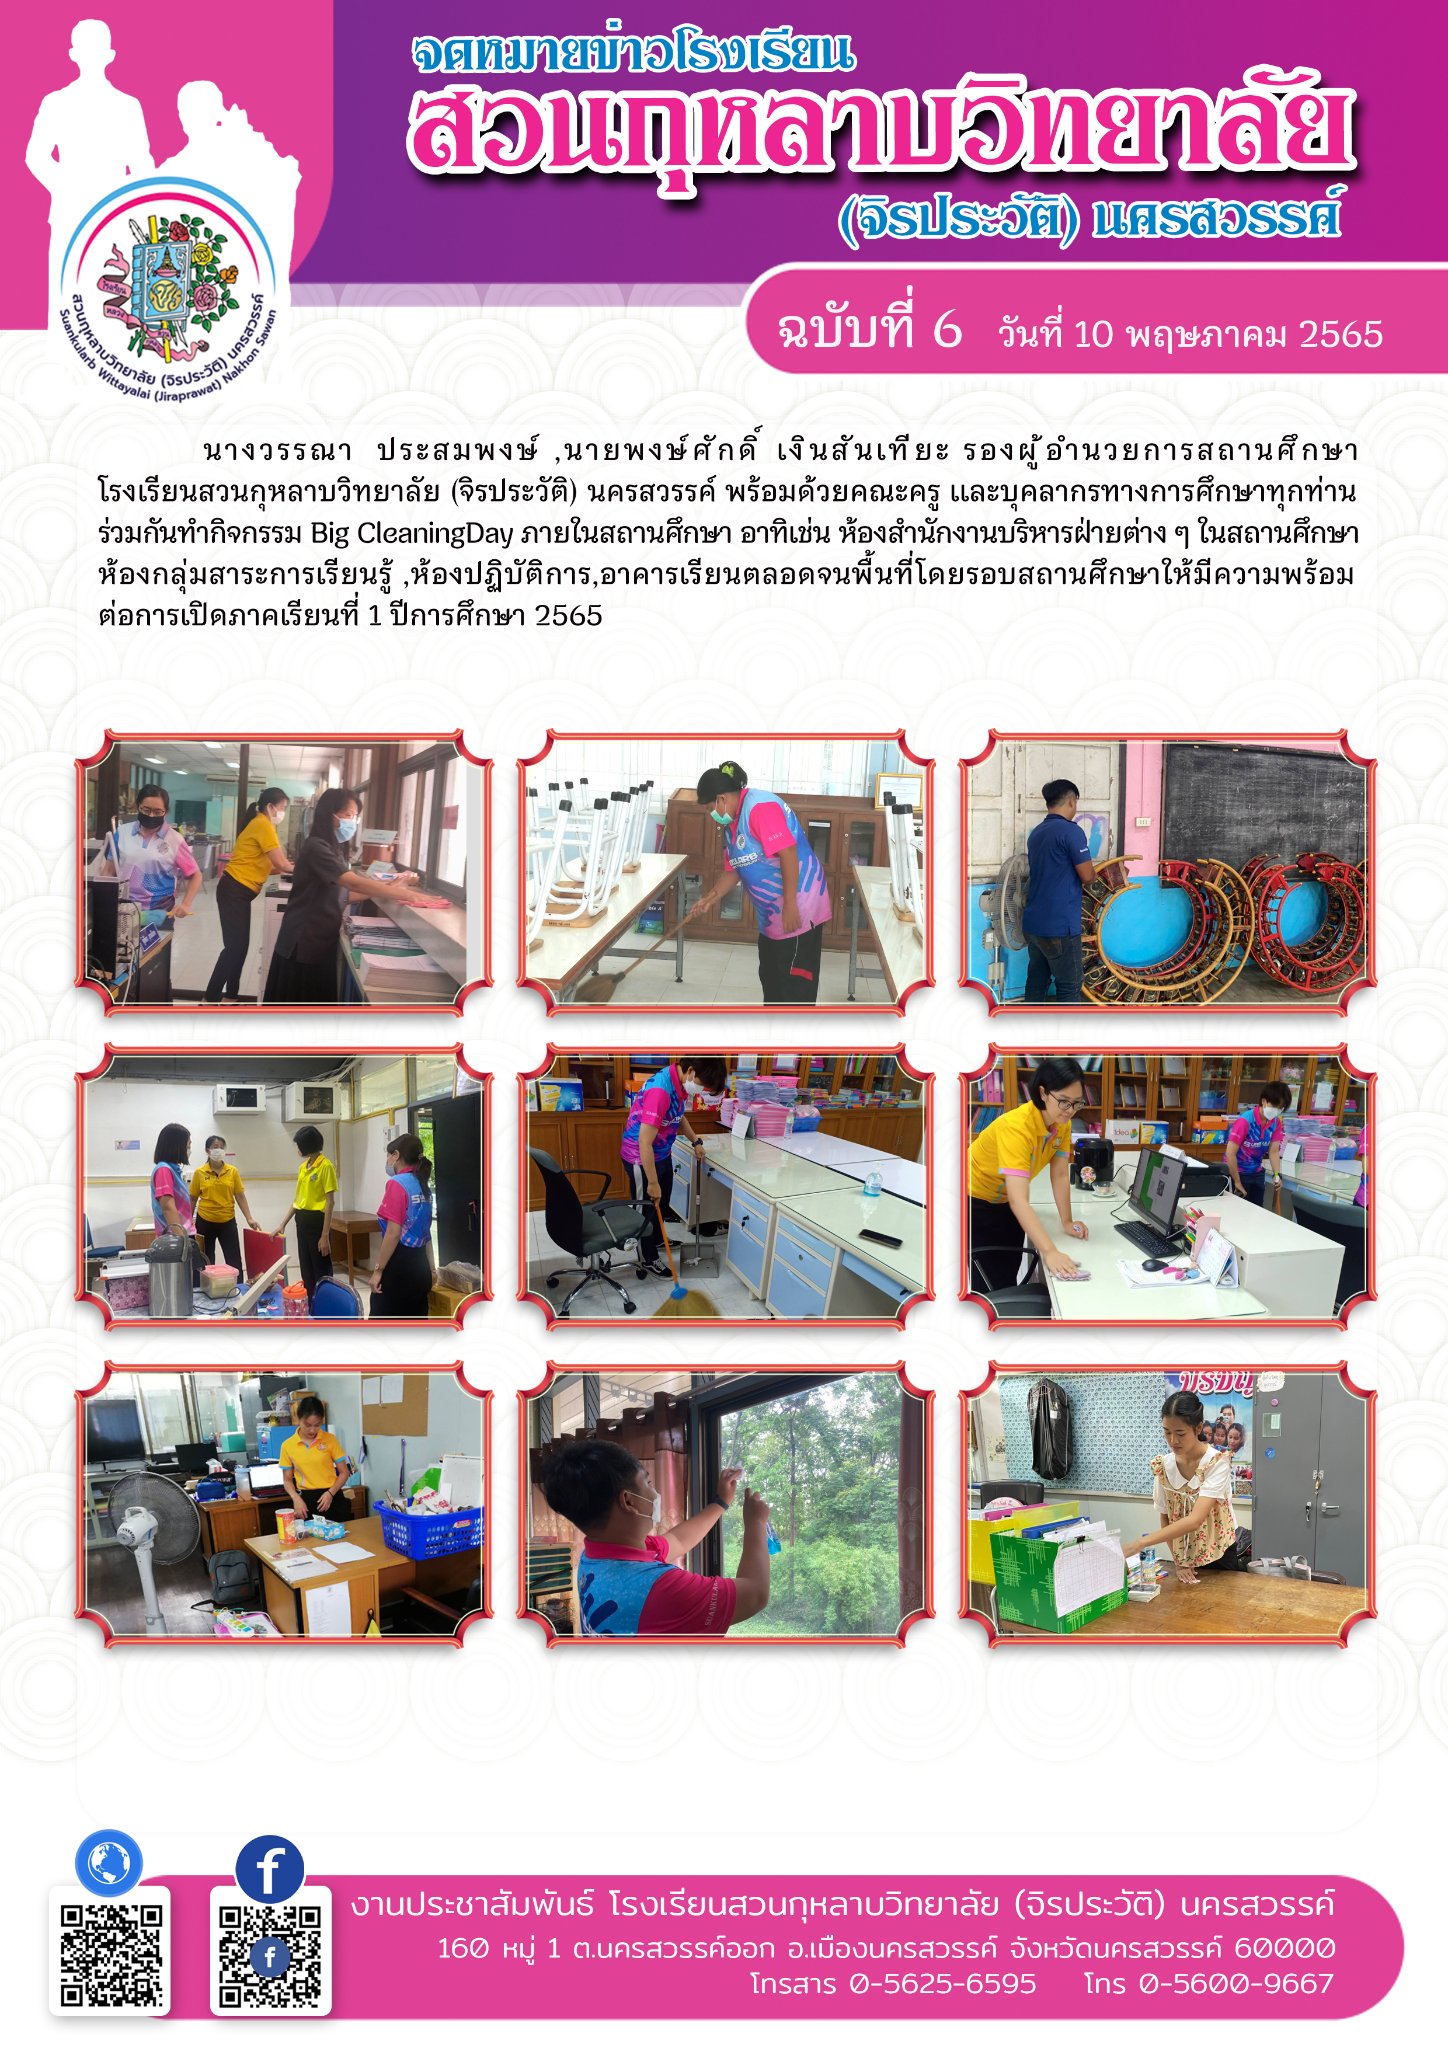 จดหมายข่าวโรงเรียน
สวนกุหลาบวิทยาลัย
(จิรประวัติ) นครสวรรค์
ฉบับที่ 6 วันที่ 10 พฤษภาคม 2565
โรงเรียน
หลวง
สวนกุหลาบวิทยาลัย (จิรประวัติ) นครสวรรค์
Suankularb Wittayalai (Jiraprawat) Nakhon Sawan
นางวรรณา ประสมพงษ์ ,นายพงษ์ศักดิ์ เงินสันเทียะ รองผู้อำนวยการสถานศึกษา
โรงเรียนสวนกุหลาบวิทยาลัย (จิรประวัติ) นครสวรรค์ พร้อมด้วยคณะครู และบุคลากรทางการศึกษาทุกท่าน
ร่วมกันทำกิจกรรม Big CleaningDay ภายในสถานศึกษา อาทิเช่น ห้องสำนักงานบริหารฝ่ายต่าง ๆ ในสถานศึกษา
ห้องกลุ่มสาระการเรียนรู้ ,ห้องปฏิบัติการ,อาคารเรียนตลอดจนพื้นที่โดยรอบสถานศึกษาให้มีความพร้อม
ต่อการเปิดภาคเรียนที่ 1 ปีการศึกษา 2565
งานประชาสัมพันธ์ โรงเรียนสวนกุหลาบวิทยาลัย (จิรประวัติ) นครสวรรค์
160 หมู่ 1 ต.นครสวรรค์ออก อ.เมืองนครสวรรค์ จังหวัดนครสวรรค์ 60000
โทรสาร 0-5625-6595 โทร 0-5600-9667